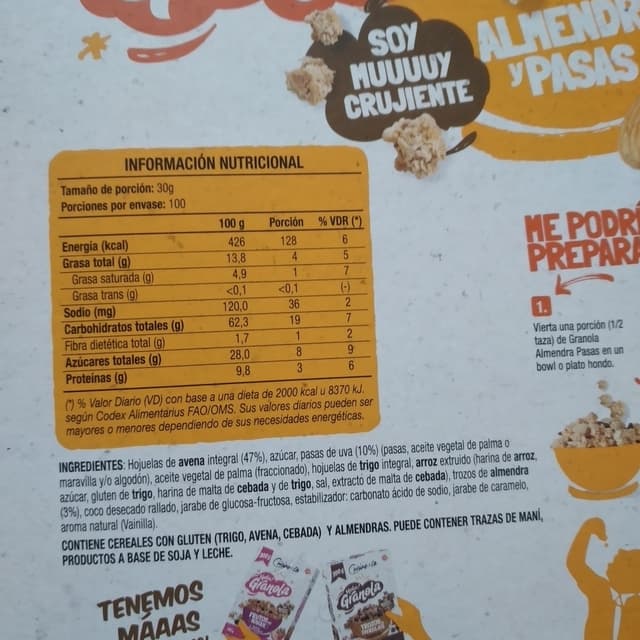 SOY
MUUUUY
CRUJIENTE
ALMENDR
y PASAS
INFORMACIÓN NUTRICIONAL
Tamaño de porción: 30g
Porciones por envase: 100
100 g Porción % VDR (*)
Energía (kcal) 426 128 6
Grasa total (g) 13,8 4 5
Grasa saturada (g) 4,9 1 7
Grasa trans (g) <0,1 <0,1 (-)
Sodio (mg) 120,0 36 2
Carbohidratos totales (g) 62,3 19 7
Fibra dietética total (g) 1,7 1 2
Azúcares totales (g) 28,0 8 9
Proteínas (g) 9,8 3 6
(*) % Valor Diario (VD) con base a una dieta de 2000 kcal u 8370 kJ.
según Codex Alimentarius FAO/OMS. Sus valores diarios pueden ser
mayores o menores dependiendo de sus necesidades energéticas.
ME PODRÍ
PREPARA
1.
Vierta una porción (1/2
taza) de Granola
Almendra Pasas en un
bowl o plato hondo.
INGREDIENTES: Hojuelas de avena integral (47%), azúcar, pasas de uva (10%) (pasas, aceite vegetal de palma o
maravilla y/o algodón), aceite vegetal de palma (fraccionado), hojuelas de trigo integral, arroz extruido (harina de arroz,
azúcar, gluten de trigo, harina de malta de cebada y de trigo, sal, extracto de malta de cebada), trozos de almendra
(3%), coco desecado rallado, jarabe de glucosa-fructosa, estabilizador: carbonato ácido de sodio, jarabe de caramelo,
aroma natural (Vainilla).
CONTIENE CEREALES CON GLUTEN (TRIGO, AVENA, CEBADA) Y ALMENDRAS. PUEDE CONTENER TRAZAS DE MANÍ,
PRODUCTOS A BASE DE SOJA Y LECHE.
TENEMOS
MÁAAS
Granola
Granola